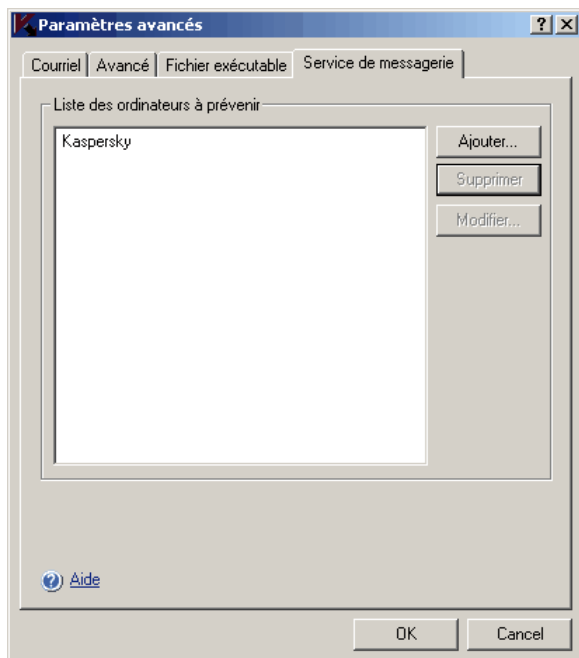 Paramètres avancés
Courriel Avancé Fichier exécutable Service de messagerie
Liste des ordinateurs à prévenir
Kaspersky
Ajouter...
Supprimer
Modifier...
Aide
OK Cancel